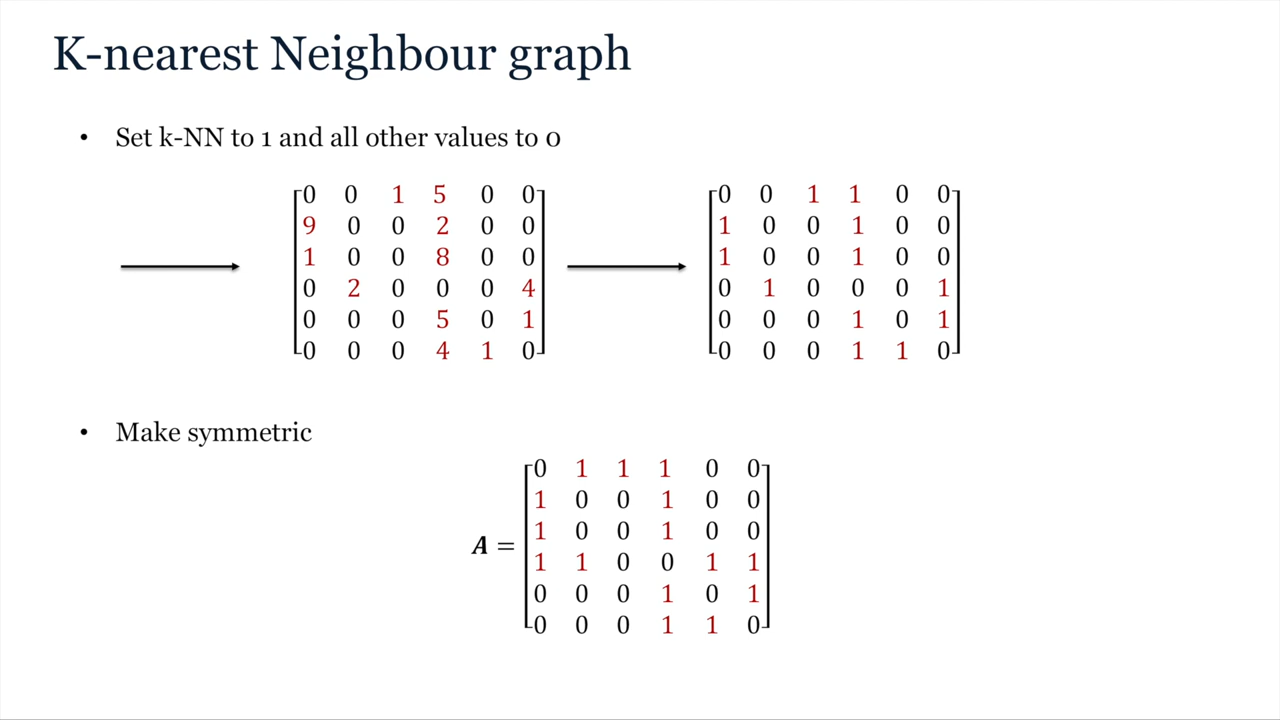 K-nearest Neighbour graph
• Set k-NN to 1 and all other values to 0
0 0 1 5 0 0
9 0 0 2 0 0
1 0 0 8 0 0
0 2 0 0 0 4
0 0 0 5 0 1
0 0 0 4 1 0
0 0 1 1 0 0
1 0 0 1 0 0
1 0 0 1 0 0
0 1 0 0 0 1
0 0 0 1 0 1
0 0 0 1 1 0
• Make symmetric
A =
0 1 1 1 0 0
1 0 0 1 0 0
1 0 0 1 0 0
1 1 0 0 1 1
0 0 0 1 0 1
0 0 0 1 1 0